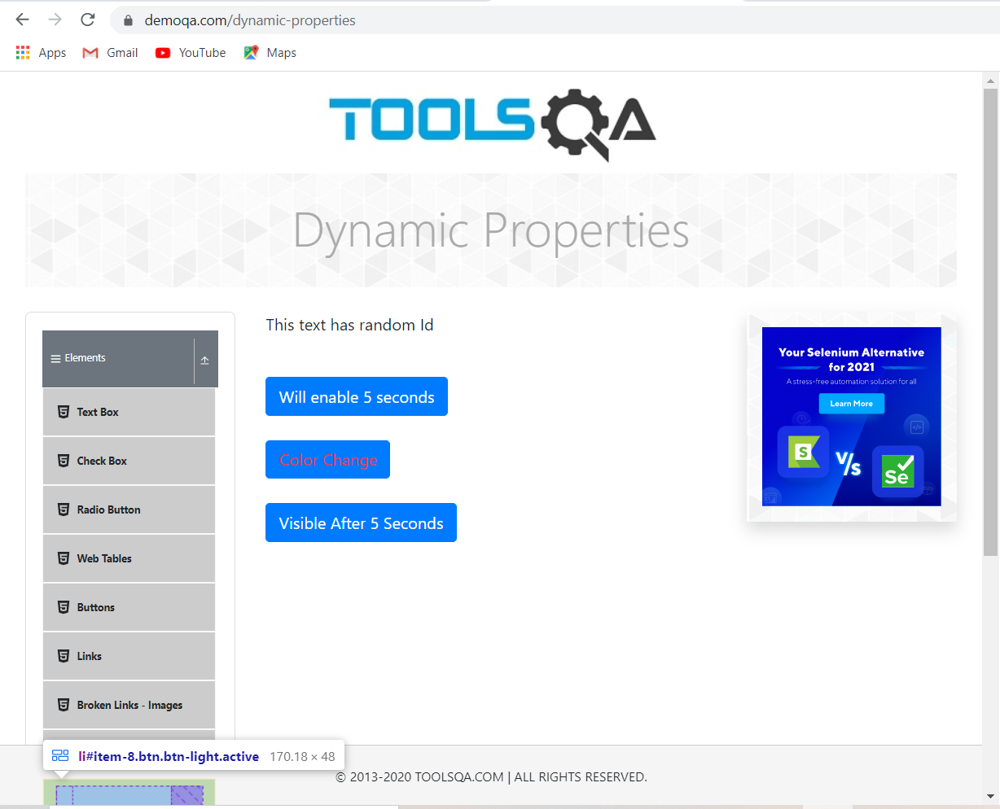 demoqa.com/dynamic-properties
Apps Gmail YouTube Maps
TOOLSQA
Dynamic Properties
Elements
Text Box
Check Box
Radio Button
Web Tables
Buttons
Links
Broken Links - Images
This text has random Id
Will enable 5 seconds
Color Change
Visible After 5 Seconds
Your Selenium Alternative
for 2021
A stress-free automation solution for all
Learn More
S
V/s
Se
li#item-8.btn.btn-light.active 170.18 × 48
© 2013-2020 TOOLSQA.COM | ALL RIGHTS RESERVED.